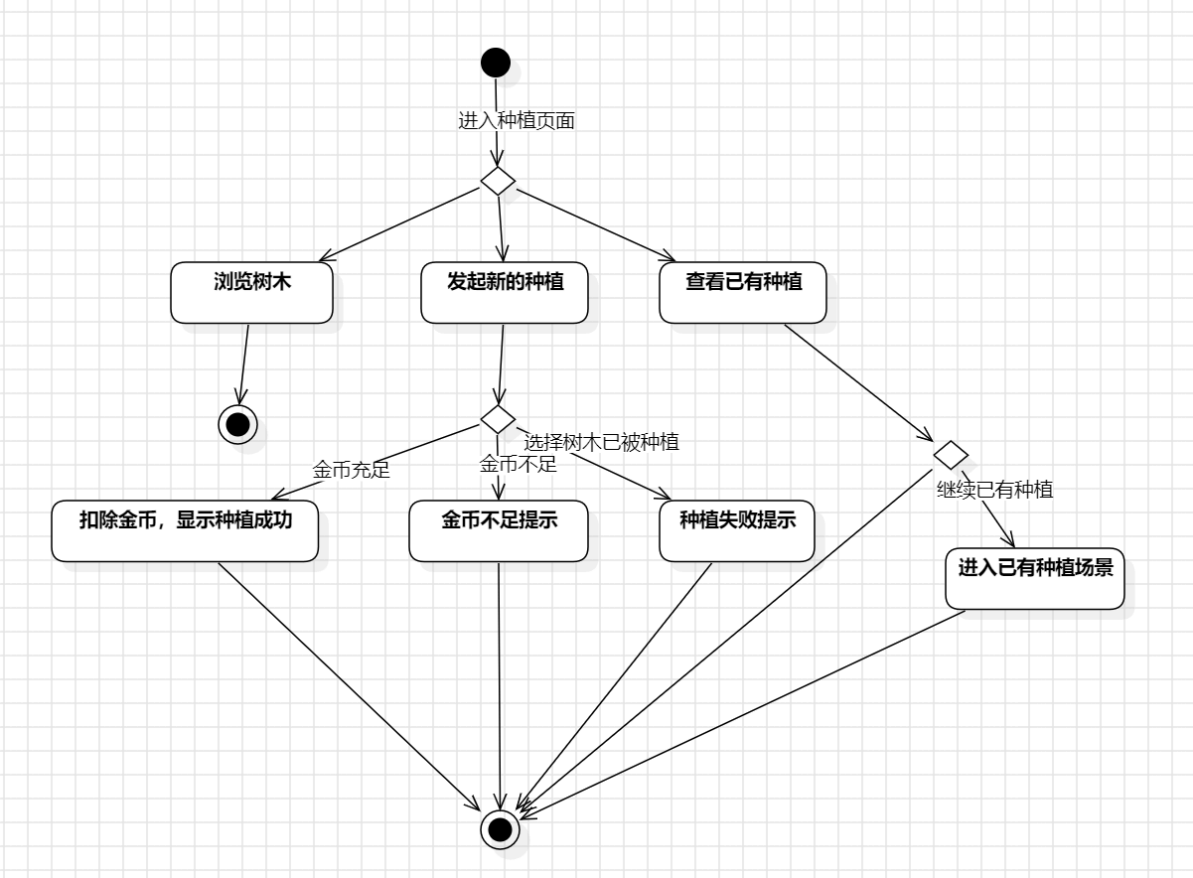 进入种植页面
浏览树木
发起新的种植
查看已有种植
选择树木已被种植
金币充足
金币不足
继续已有种植
扣除金币，显示种植成功
金币不足提示
种植失败提示
进入已有种植场景